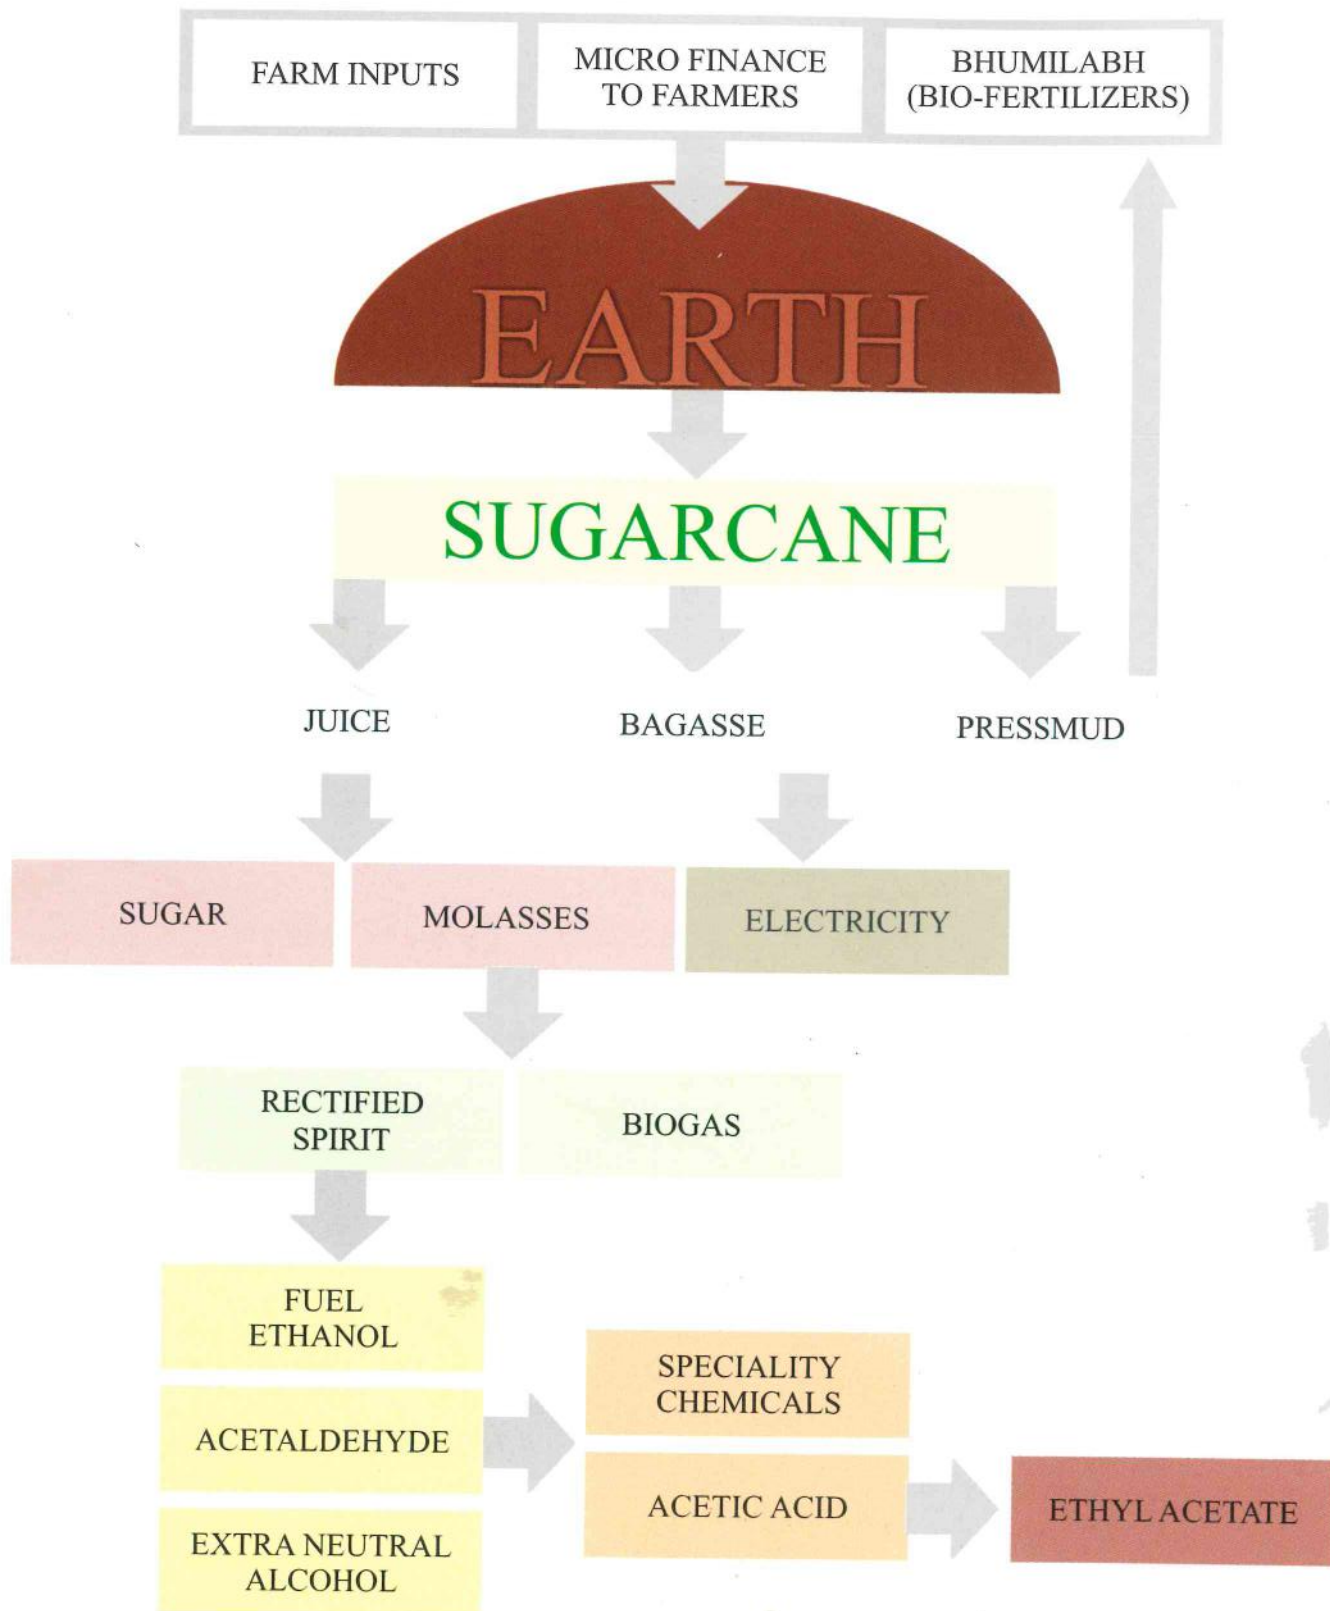 FARM INPUTS
MICRO FINANCE
TO FARMERS
BHUMILABH
(BIO-FERTILIZERS)
EARTH
SUGARCANE
JUICE
BAGASSE
PRESSMUD
SUGAR
MOLASSES
ELECTRICITY
RECTIFIED
SPIRIT
BIOGAS
FUEL
ETHANOL
SPECIALITY
CHEMICALS
ACETALDEHYDE
ACETIC ACID
ETHYL ACETATE
EXTRA NEUTRAL
ALCOHOL